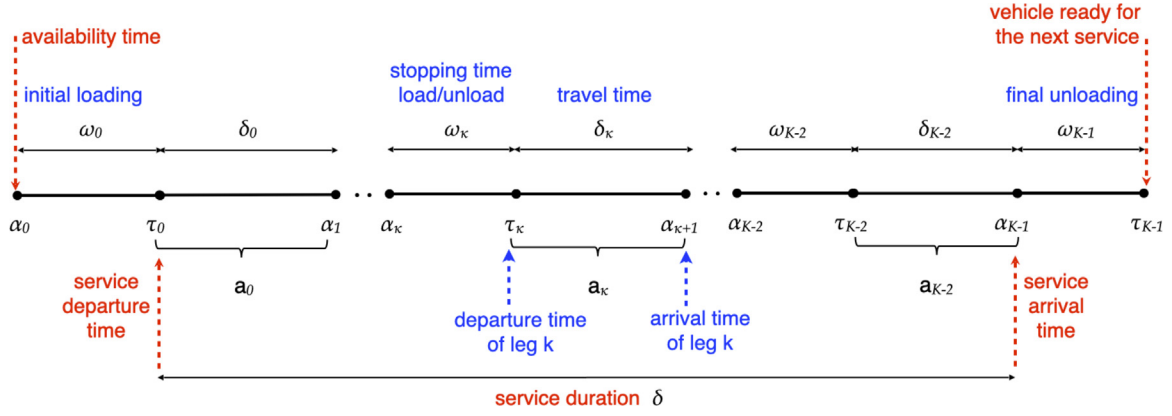 availability time
vehicle ready for
the next service
initial loading
stopping time
load/unload
travel time
final unloading
ω0 δ0 ωκ δκ ωK-2 δK-2 ωK-1
·· ··
α0 τ0 α1 ακ τκ ακ+1 αK-2 τK-2 αK-1 τK-1
a0 aκ aK-2
service
departure
time
departure time
of leg k
arrival time
of leg k
service
arrival
time
service duration δ